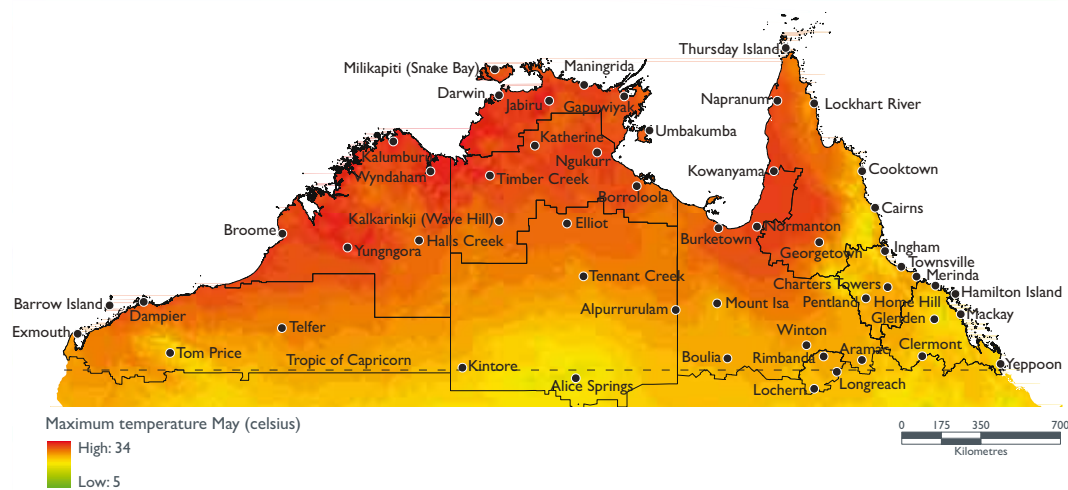 Thursday Island
Milikapiti (Snake Bay)
Maningrida
Darwin
Jabiru
Gapuwiyak
Napranum
Lockhart River
Umbakumba
Katherine
Kalumburu
Ngukurr
Wyndaham
Timber Creek
Kowanyama
Cooktown
Borroloola
Kalkarinkji (Wave Hill)
Elliot
Cairns
Broome
Halls Creek
Yungngora
Burketown
Normanton
Georgetown
Ingham
Townsville
Tennant Creek
Merinda
Charters Towers
Hamilton Island
Barrow Island
Dampier
Alpurrurulam
Mount Isa
Pentland
Home Hill
Mackay
Glenden
Exmouth
Telfer
Winton
Tom Price
Tropic of Capricorn
Kintore
Boulia
Rimbanda
Aramac
Clermont
Yeppoon
Alice Springs
Longreach
Lochern
Maximum temperature May (celsius)
High: 34
Low: 5
0 175 350 700
Kilometres